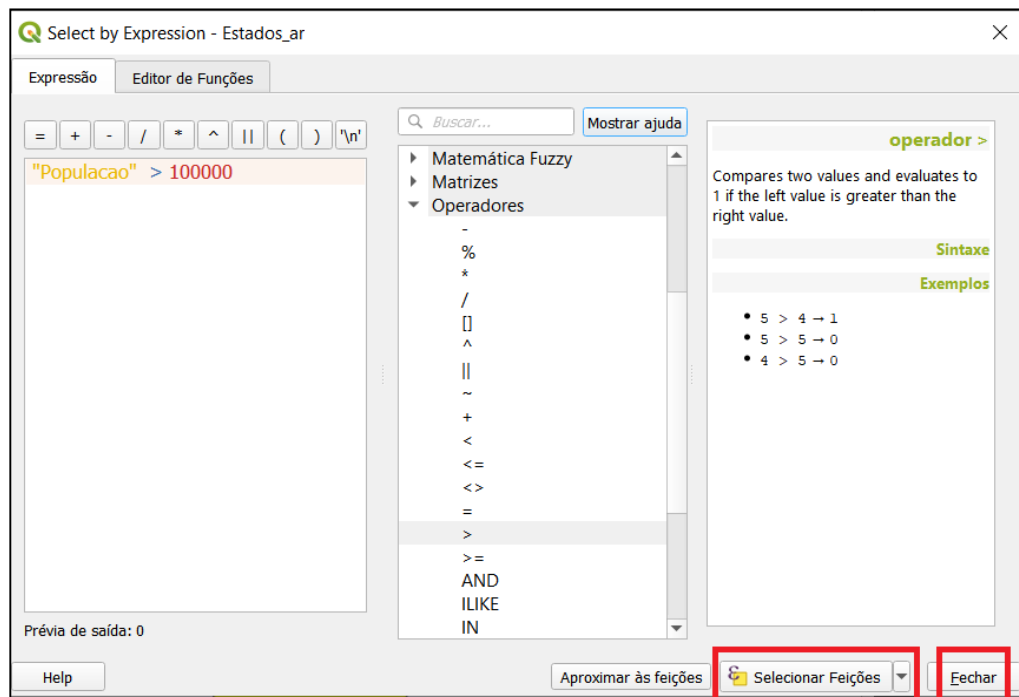 Select by Expression - Estados_ar
Expressão
Editor de Funções
= + - / * ^ || ( ) '\n'
"Populacao" > 100000
Prévia de saída: 0
Buscar...
Mostrar ajuda
Matemática Fuzzy
Matrizes
Operadores
-
%
*
/
[]
^
||
~
+
<
<=
<>
=
>
>=
AND
ILIKE
IN
operador >
Compares two values and evaluates to
1 if the left value is greater than the
right value.
Sintaxe
Exemplos
• 5 > 4 → 1
• 5 > 5 → 0
• 4 > 5 → 0
Help
Aproximar às feições
Selecionar Feições
Fechar